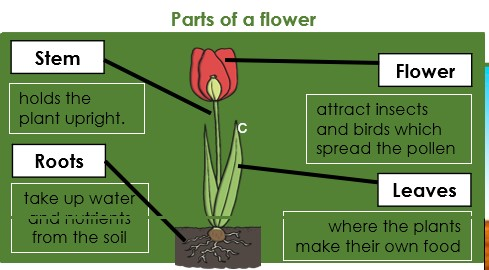 Parts of a flower
Stem
holds the
plant upright.
Flower
attract insects
and birds which
spread the pollen
C
Roots
take up water
and nutrients
from the soil
Leaves
where the plants
make their own food